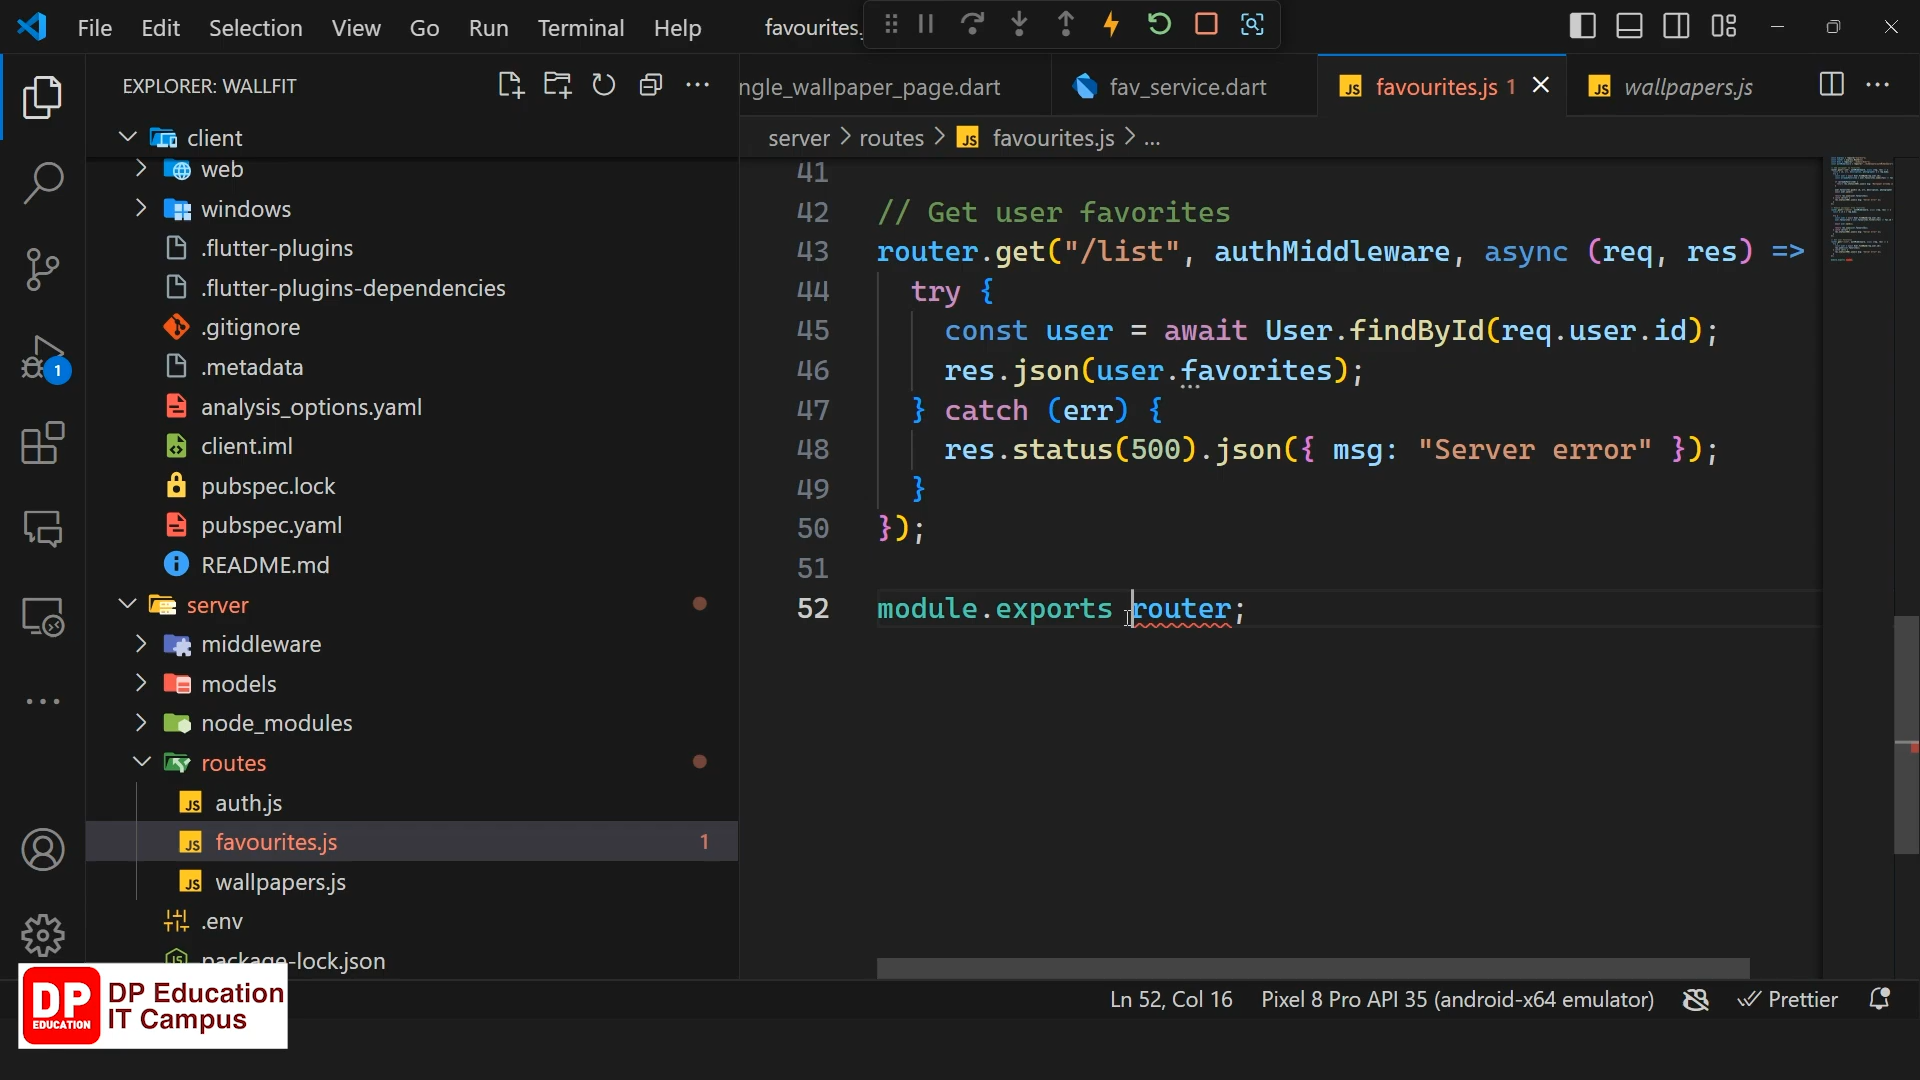 File Edit Selection View Go Run Terminal Help favourites.
EXPLORER: WALLFIT
ngle_wallpaper_page.dart fav_service.dart JS favourites.js 1 JS wallpapers.js
server > routes > JS favourites.js > ...
client
web
windows
.flutter-plugins
.flutter-plugins-dependencies
.gitignore
.metadata
analysis_options.yaml
client.iml
pubspec.lock
pubspec.yaml
README.md
server
middleware
models
node_modules
routes
JS auth.js
JS favourites.js 1
JS wallpapers.js
.env
package-lock.json
1
41
42 // Get user favorites
43 router.get("/list", authMiddleware, async (req, res) =>
44 try {
45 const user = await User.findById(req.user.id);
46 res.json(user.favorites);
47 } catch (err) {
48 res.status(500).json({ msg: "Server error" });
49 }
50 });
51
52 module.exports router;
DP EDUCATION
DP Education
IT Campus
Ln 52, Col 16 Pixel 8 Pro API 35 (android-x64 emulator) Prettier